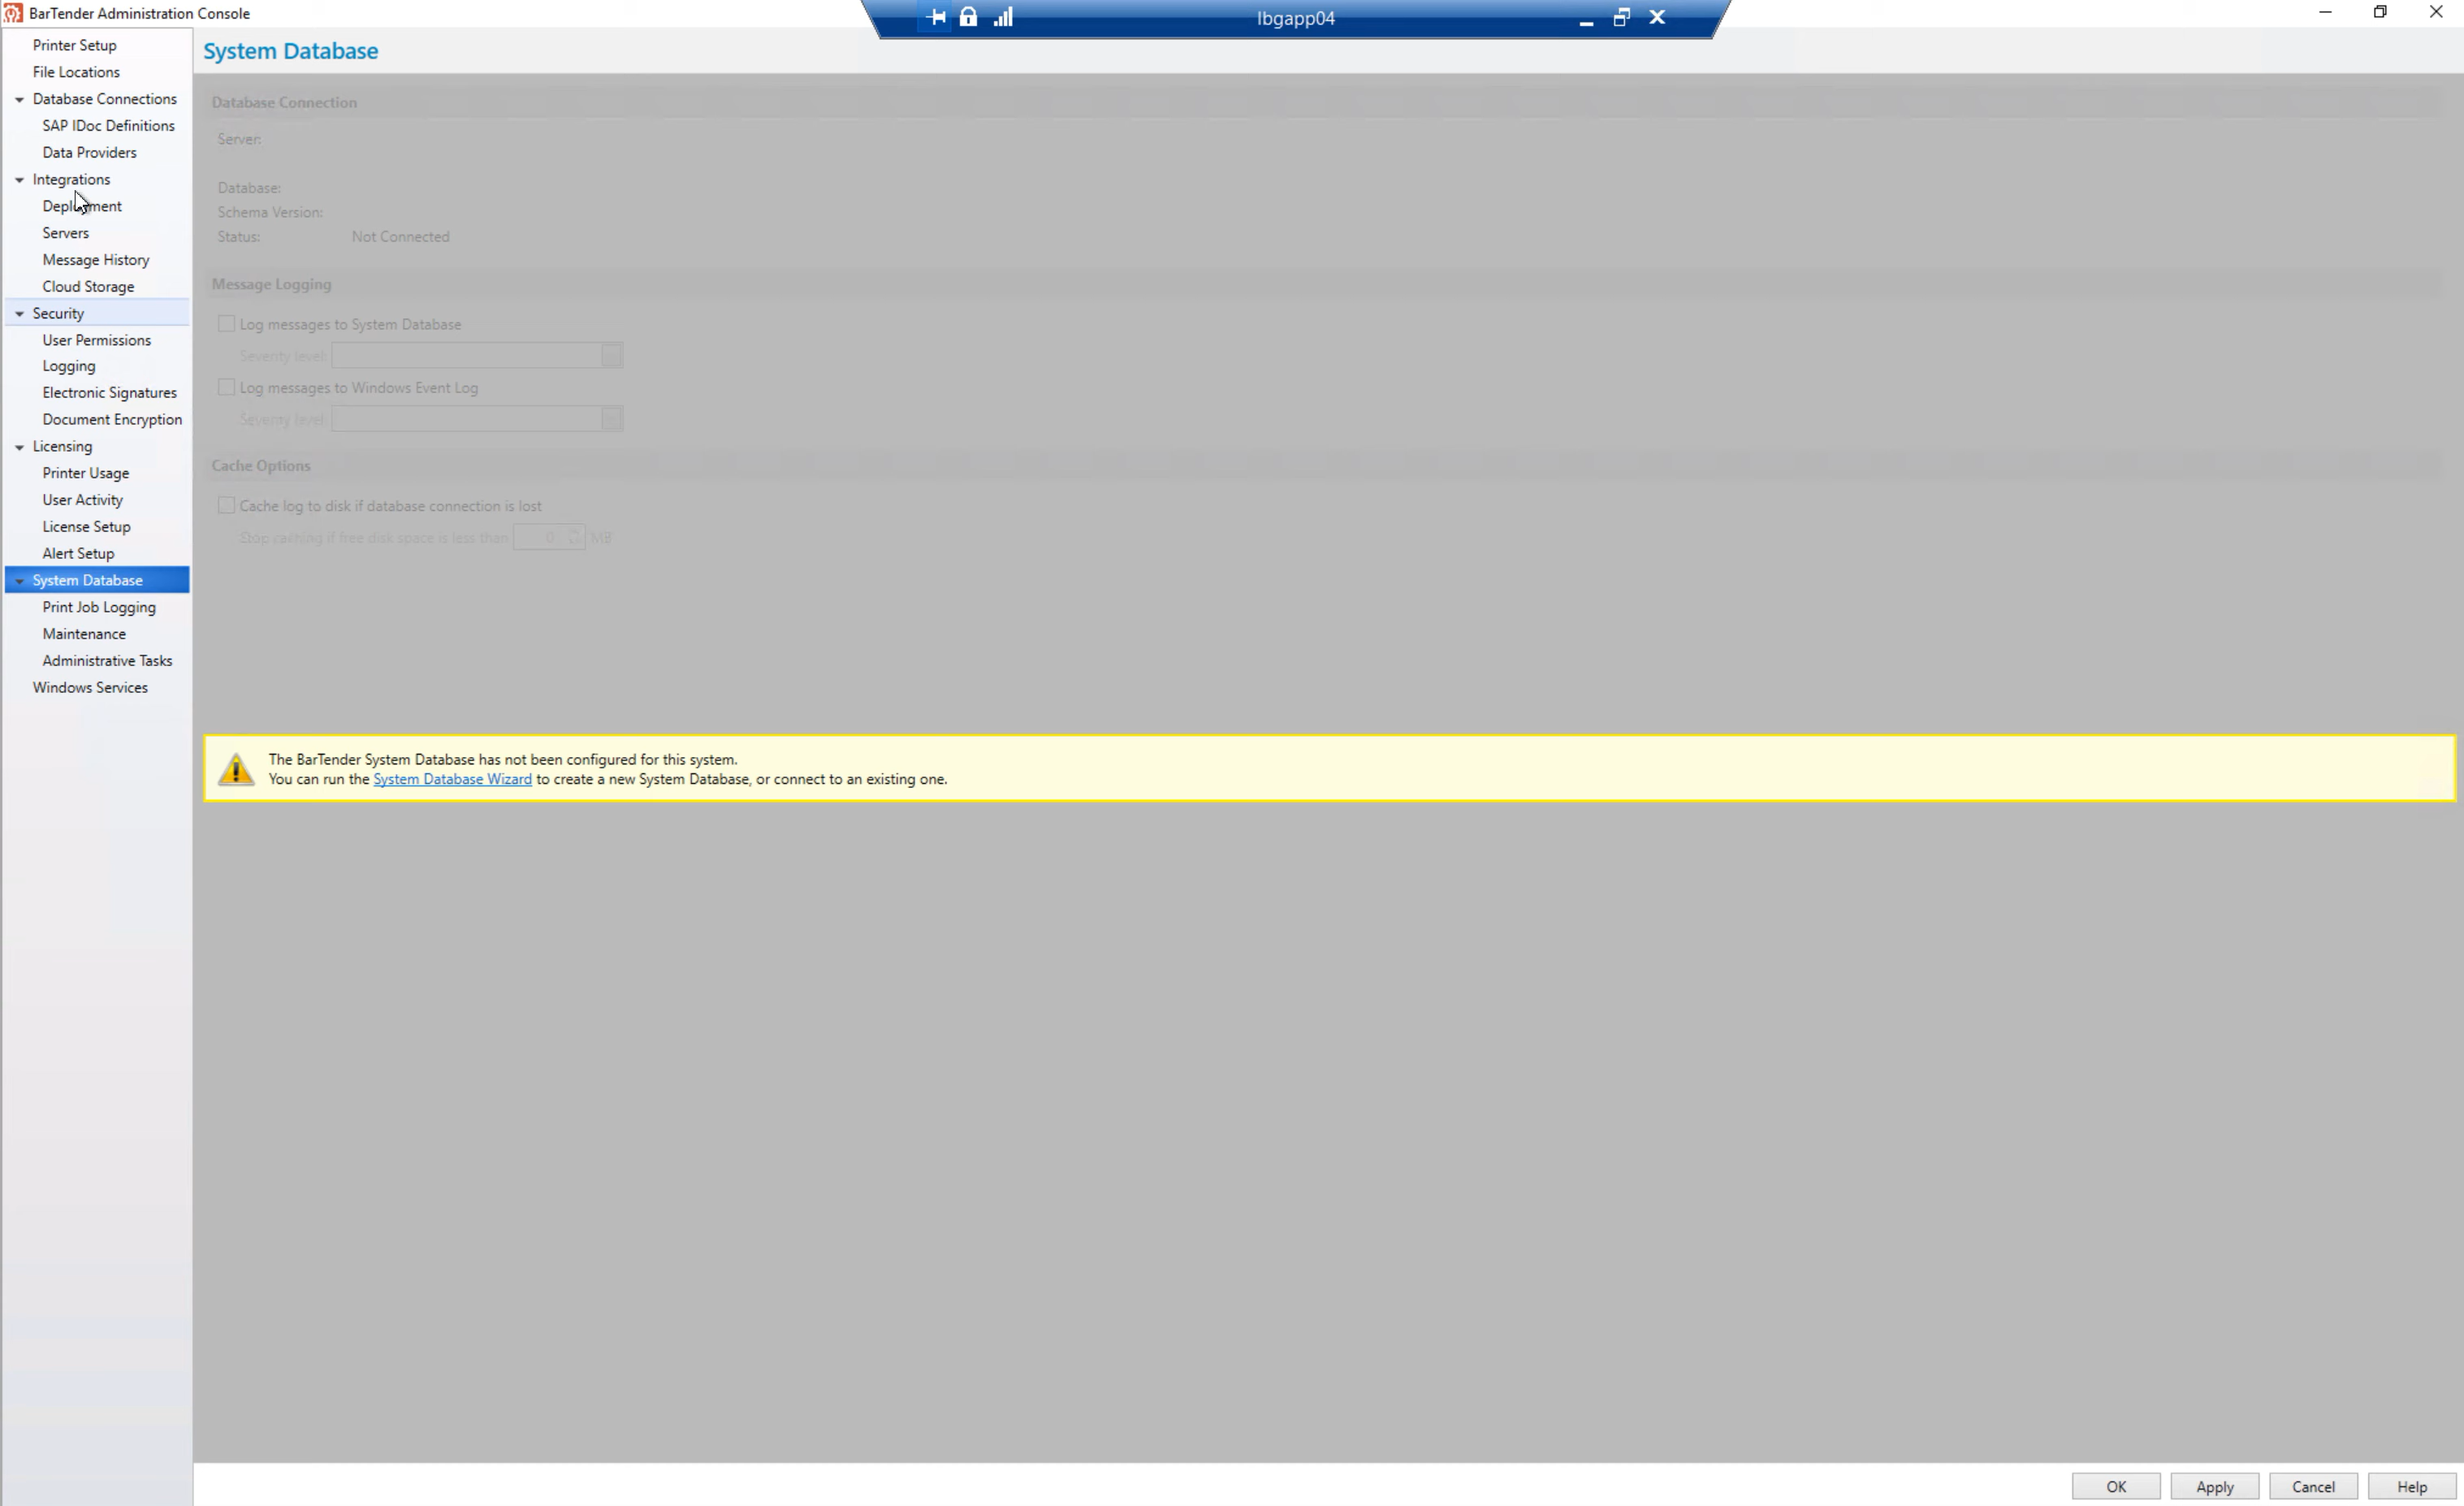 BarTender Administration Console
lbgapp04
Printer Setup
File Locations
Database Connections
SAP IDoc Definitions
Data Providers
Integrations
Deployment
Servers
Message History
Cloud Storage
Security
User Permissions
Logging
Electronic Signatures
Document Encryption
Licensing
Printer Usage
User Activity
License Setup
Alert Setup
System Database
Print Job Logging
Maintenance
Administrative Tasks
Windows Services
System Database
Database Connection
Server:
Database:
Schema Version:
Status: Not Connected
Message Logging
Log messages to System Database
Severity level:
Log messages to Windows Event Log
Severity level:
Cache Options
Cache log to disk if database connection is lost
Stop caching if free disk space is less than 0 MB
The BarTender System Database has not been configured for this system.
You can run the System Database Wizard to create a new System Database, or connect to an existing one.
OK Apply Cancel Help